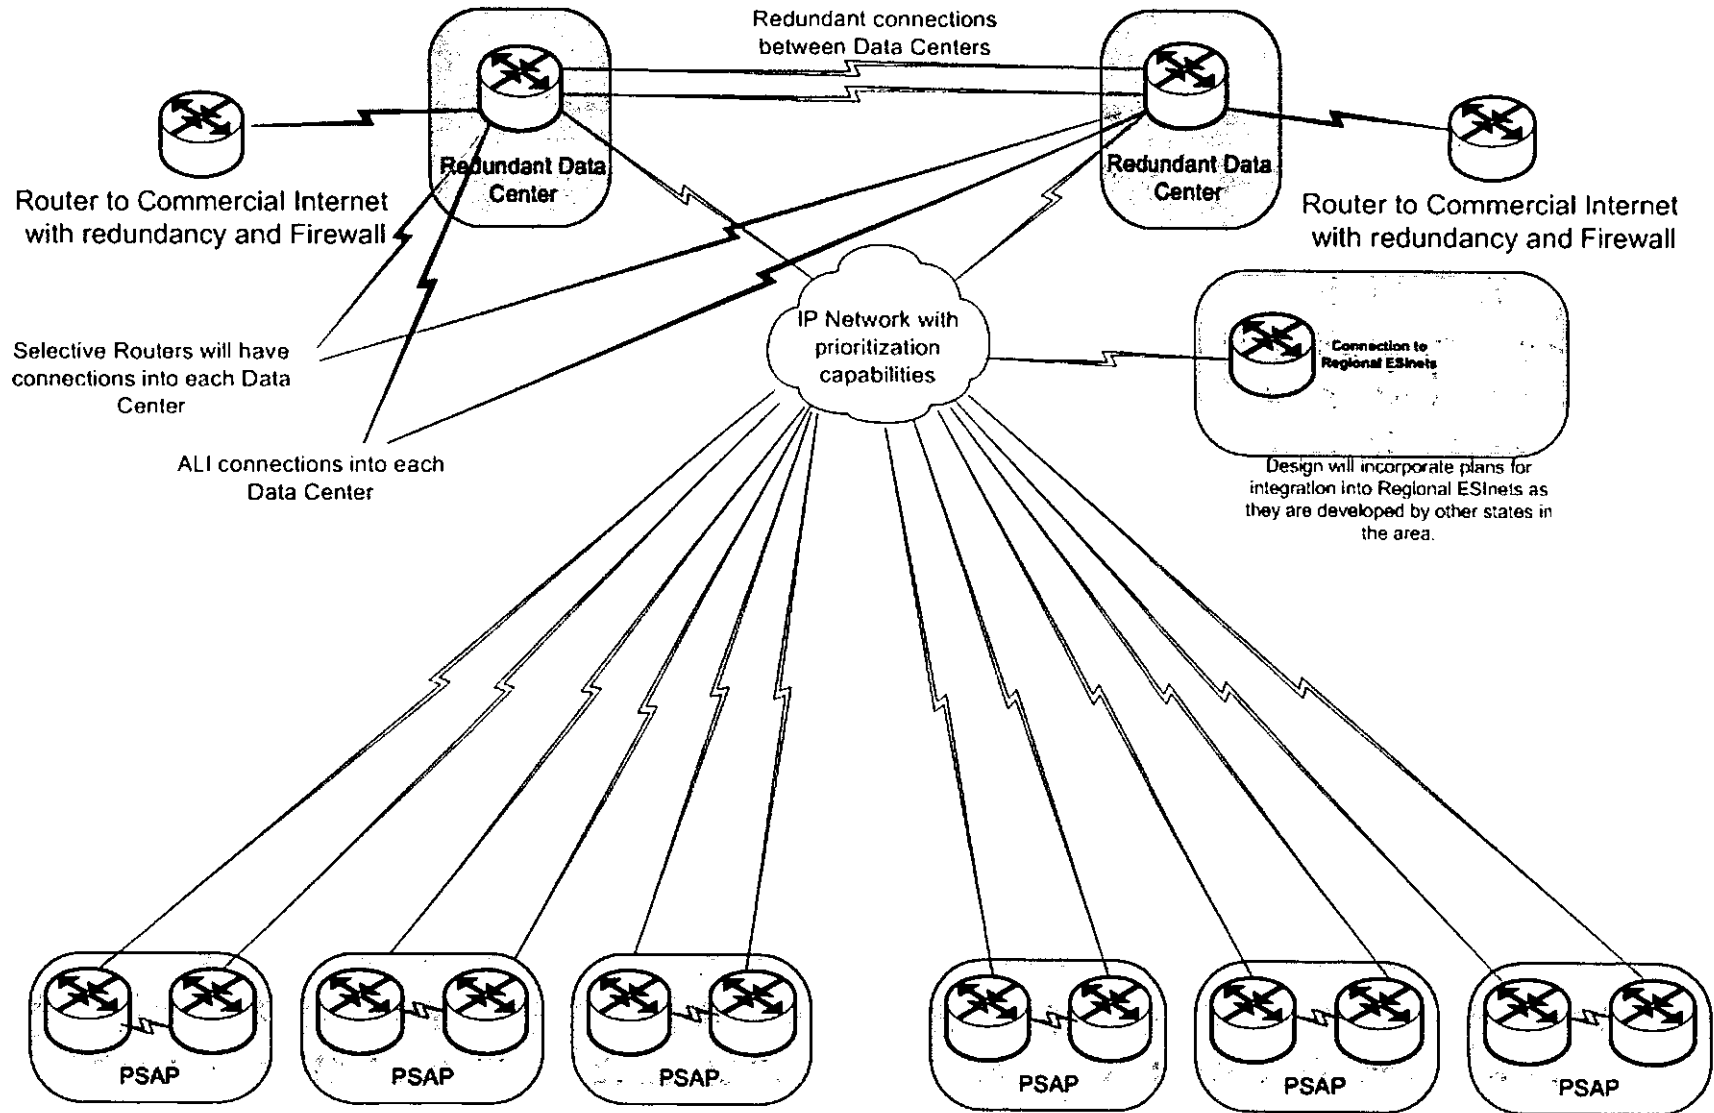 Redundant connections
between Data Centers
Redundant Data
Center
Redundant Data
Center
Router to Commercial Internet
with redundancy and Firewall
Router to Commercial Internet
with redundancy and Firewall
IP Network with
prioritization
capabilities
Connection to
Regional ESInets
Selective Routers will have
connections into each Data
Center
ALI connections into each
Data Center
Design will incorporate plans for
integration into Regional ESInets as
they are developed by other states in
the area.
PSAP
PSAP
PSAP
PSAP
PSAP
PSAP